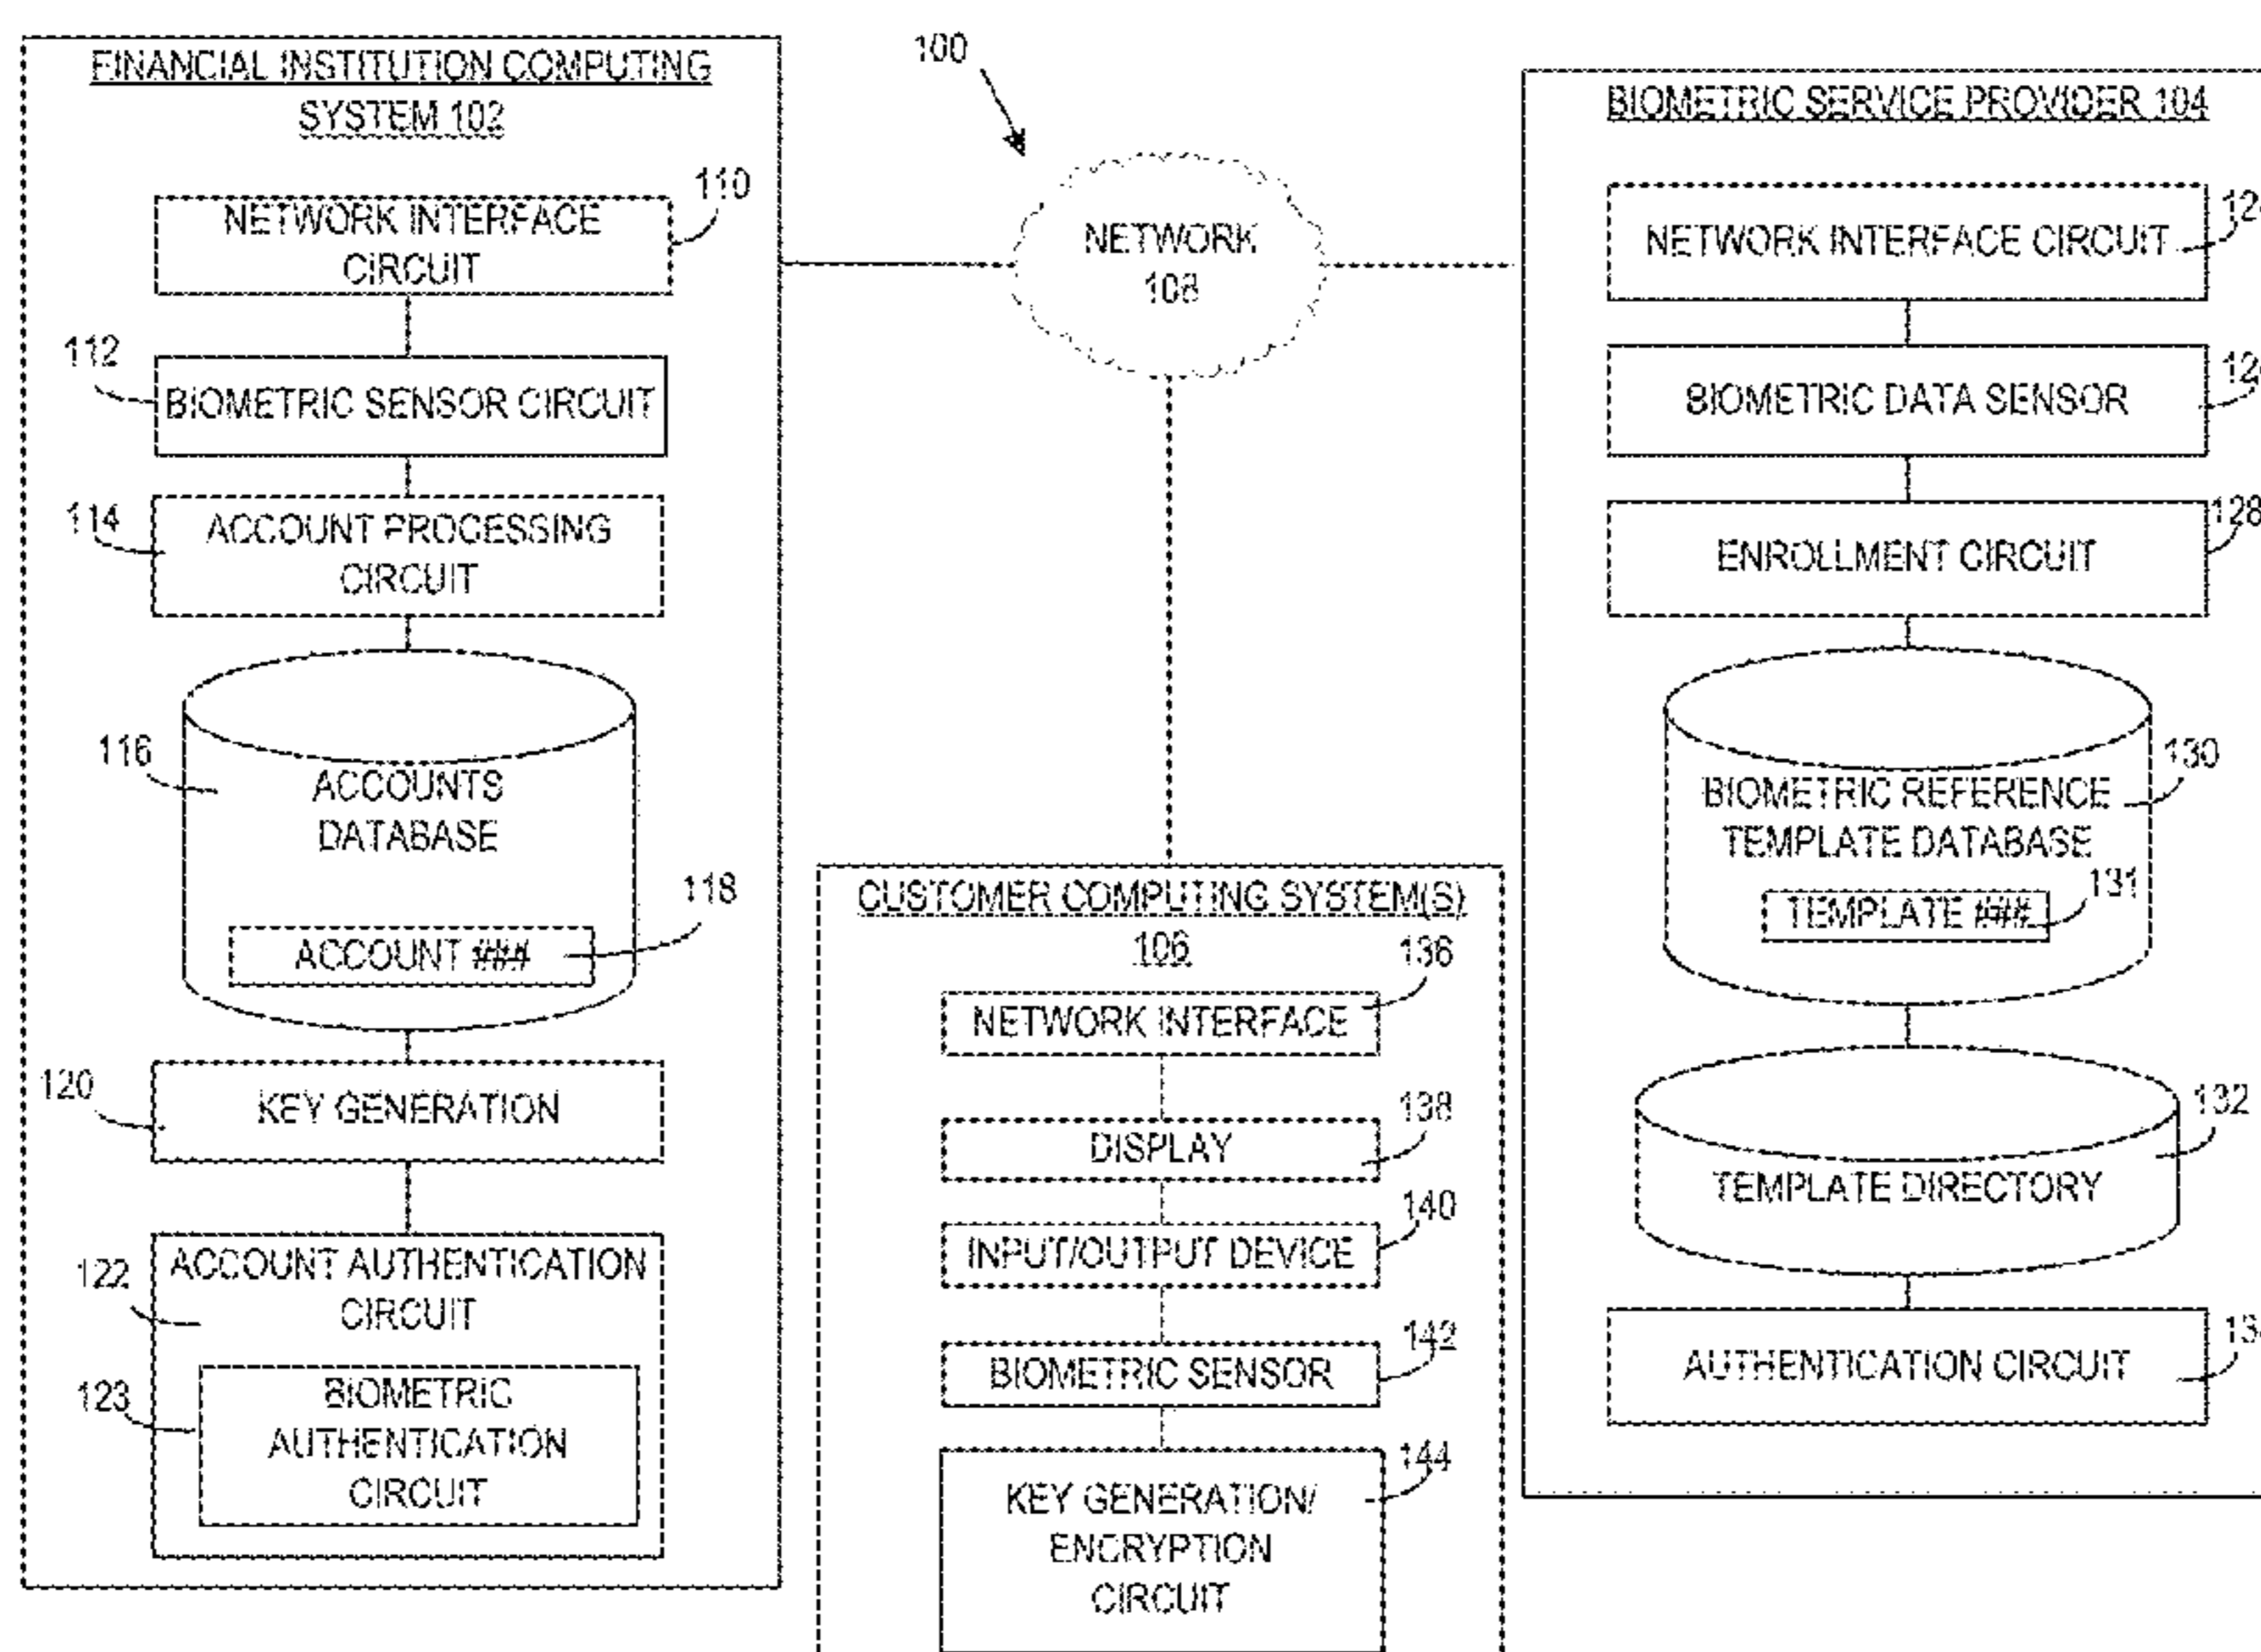 100
FINANCIAL INSTITUTION COMPUTING
SYSTEM 102
110
NETWORK INTERFACE
CIRCUIT
112
BIOMETRIC SENSOR CIRCUIT
114
ACCOUNT PROCESSING
CIRCUIT
116
ACCOUNTS
DATABASE
118
ACCOUNT ###
120
KEY GENERATION
122
ACCOUNT AUTHENTICATION
CIRCUIT
123
BIOMETRIC
AUTHENTICATION
CIRCUIT
NETWORK
108
CUSTOMER COMPUTING SYSTEM(S)
106
136
NETWORK INTERFACE
138
DISPLAY
140
INPUT/OUTPUT DEVICE
142
BIOMETRIC SENSOR
144
KEY GENERATION/
ENCRYPTION
CIRCUIT
BIOMETRIC SERVICE PROVIDER 104
NETWORK INTERFACE CIRCUIT
BIOMETRIC DATA SENSOR
128
ENROLLMENT CIRCUIT
130
BIOMETRIC REFERENCE
TEMPLATE DATABASE
131
TEMPLATE ###
132
TEMPLATE DIRECTORY
AUTHENTICATION CIRCUIT